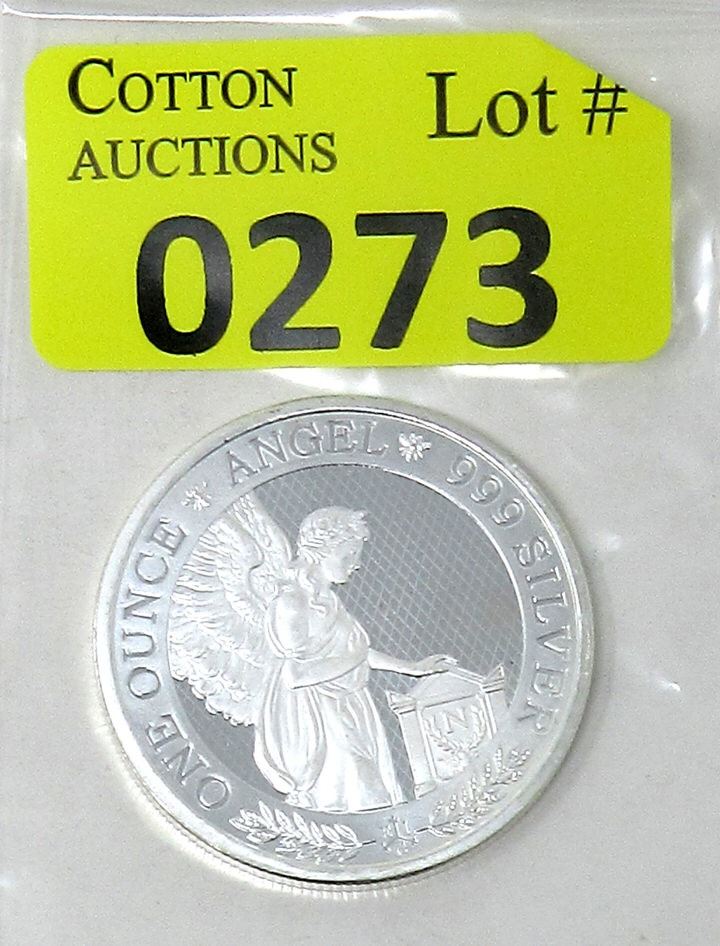 COTTON
AUCTIONS
Lot #
0273
ONE OUNCE * ANGEL * 999 SILVER
N